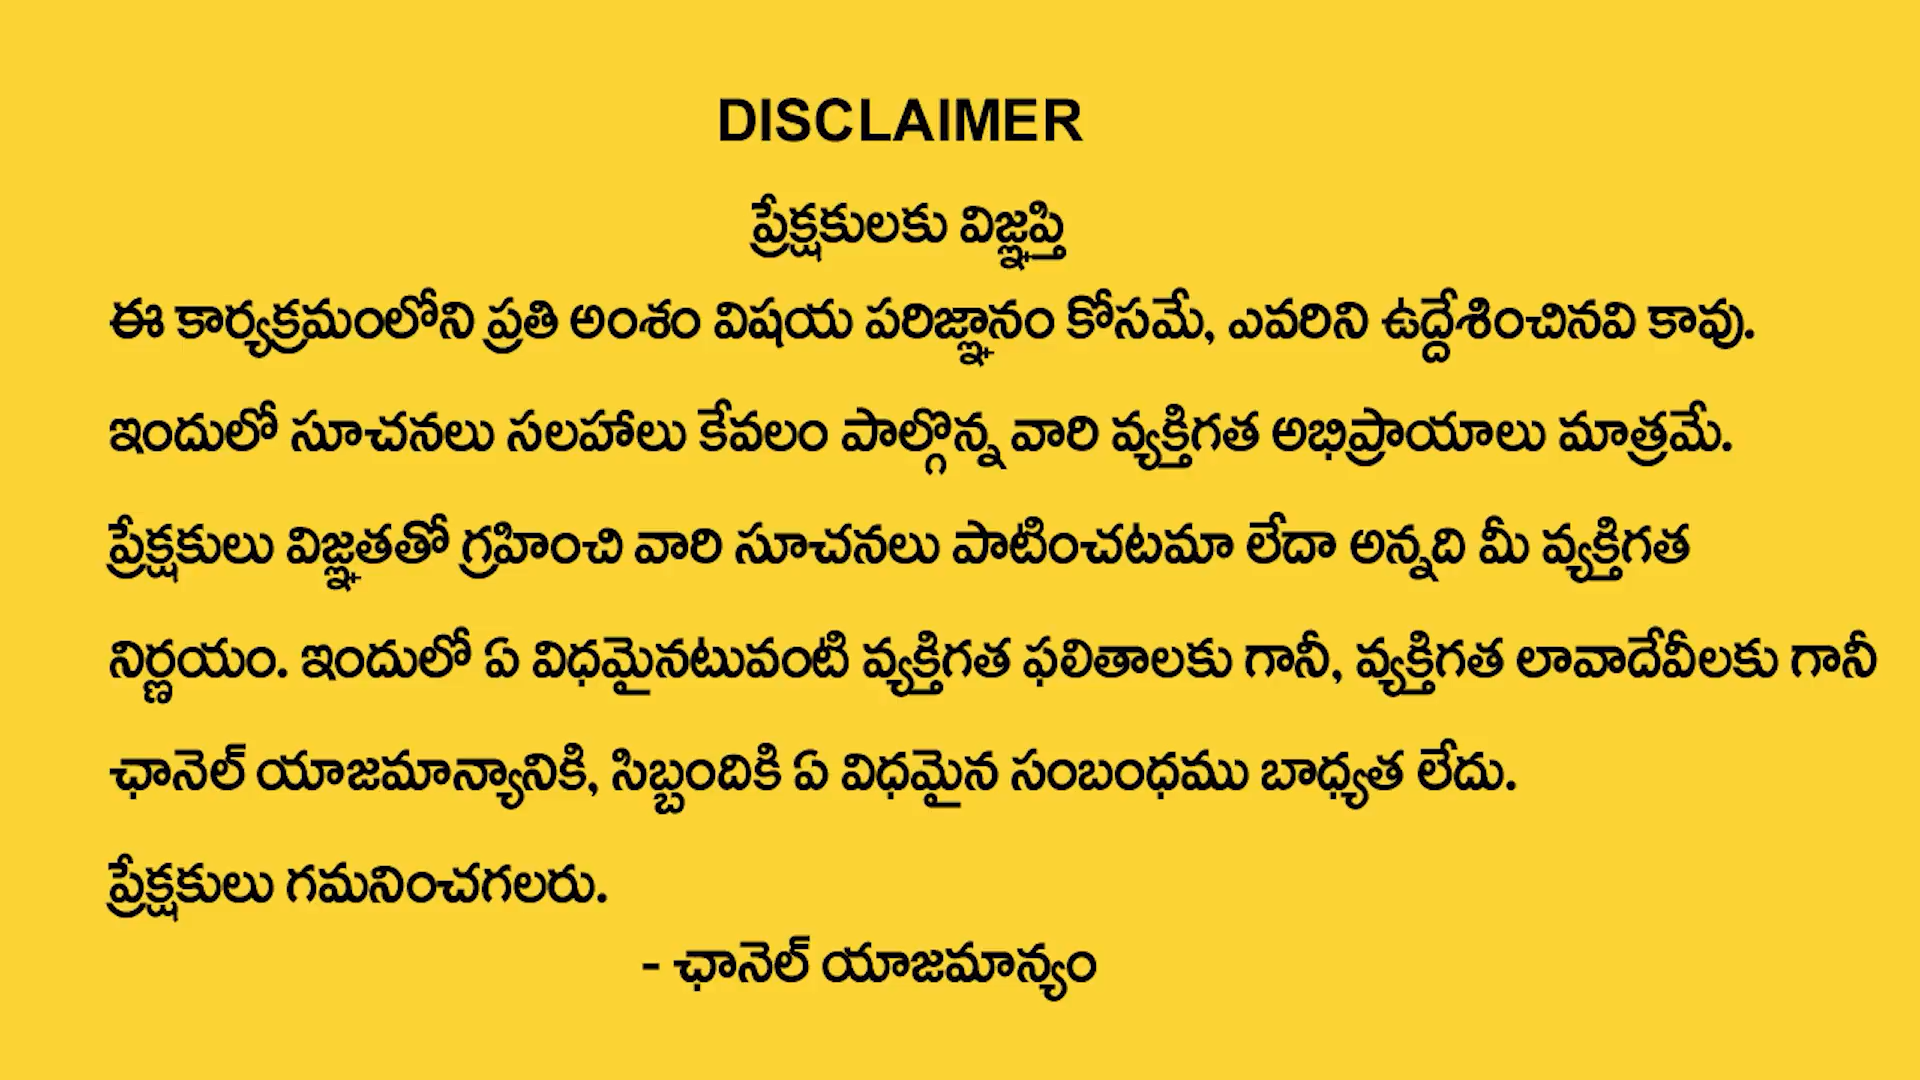 DISCLAIMER
ప్రేక్షకులకు విజ్ఞప్తి
ఈ కార్యక్రమంలోని ప్రతి అంశం విషయ పరిజ్ఞానం కోసమే, ఎవరిని ఉద్దేశించినవి కావు.
ఇందులో సూచనలు సలహాలు కేవలం పాల్గొన్న వారి వ్యక్తిగత అభిప్రాయాలు మాత్రమే.
ప్రేక్షకులు విజ్ఞతతో గ్రహించి వారి సూచనలు పాటించటమా లేదా అన్నది మీ వ్యక్తిగత
నిర్ణయం. ఇందులో ఏ విధమైనటువంటి వ్యక్తిగత ఫలితాలకు గానీ, వ్యక్తిగత లావాదేవీలకు గానీ
ఛానెల్ యాజమాన్యానికి, సిబ్బందికి ఏ విధమైన సంబంధము బాధ్యత లేదు.
ప్రేక్షకులు గమనించగలరు.
- ఛానెల్ యాజమాన్యం